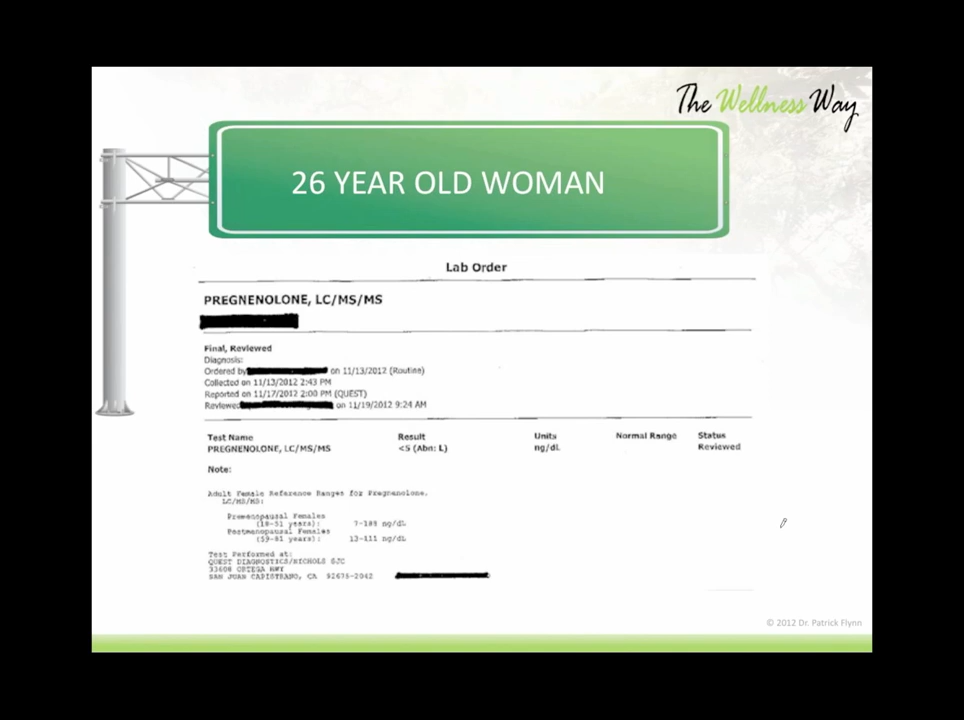 The Wellness Way
26 YEAR OLD WOMAN
Lab Order
PREGNENOLONE, LC/MS/MS
Final, Reviewed
Diagnosis:
Ordered by on 11/13/2012 (Routine)
Collected on 11/13/2012 2:43 PM
Reported on 11/17/2012 2:00 PM (QUEST)
Reviewed on 11/19/2012 9:24 AM
Test Name Result Units Normal Range Status
PREGNENOLONE, LC/MS/MS <5 (Abn: L) ng/dL Reviewed
Note:
Adult Female Reference Ranges for Pregnenolone,
LC/MS/MS:
Premenopausal Females
(18-51 years): 7-188 ng/dL
Postmenopausal Females
(59-81 years): 13-111 ng/dL
Test Performed at:
QUEST DIAGNOSTICS/NICHOLS SJC
33608 ORTEGA HWY
SAN JUAN CAPISTRANO, CA 92675-2042
© 2012 Dr. Patrick Flynn